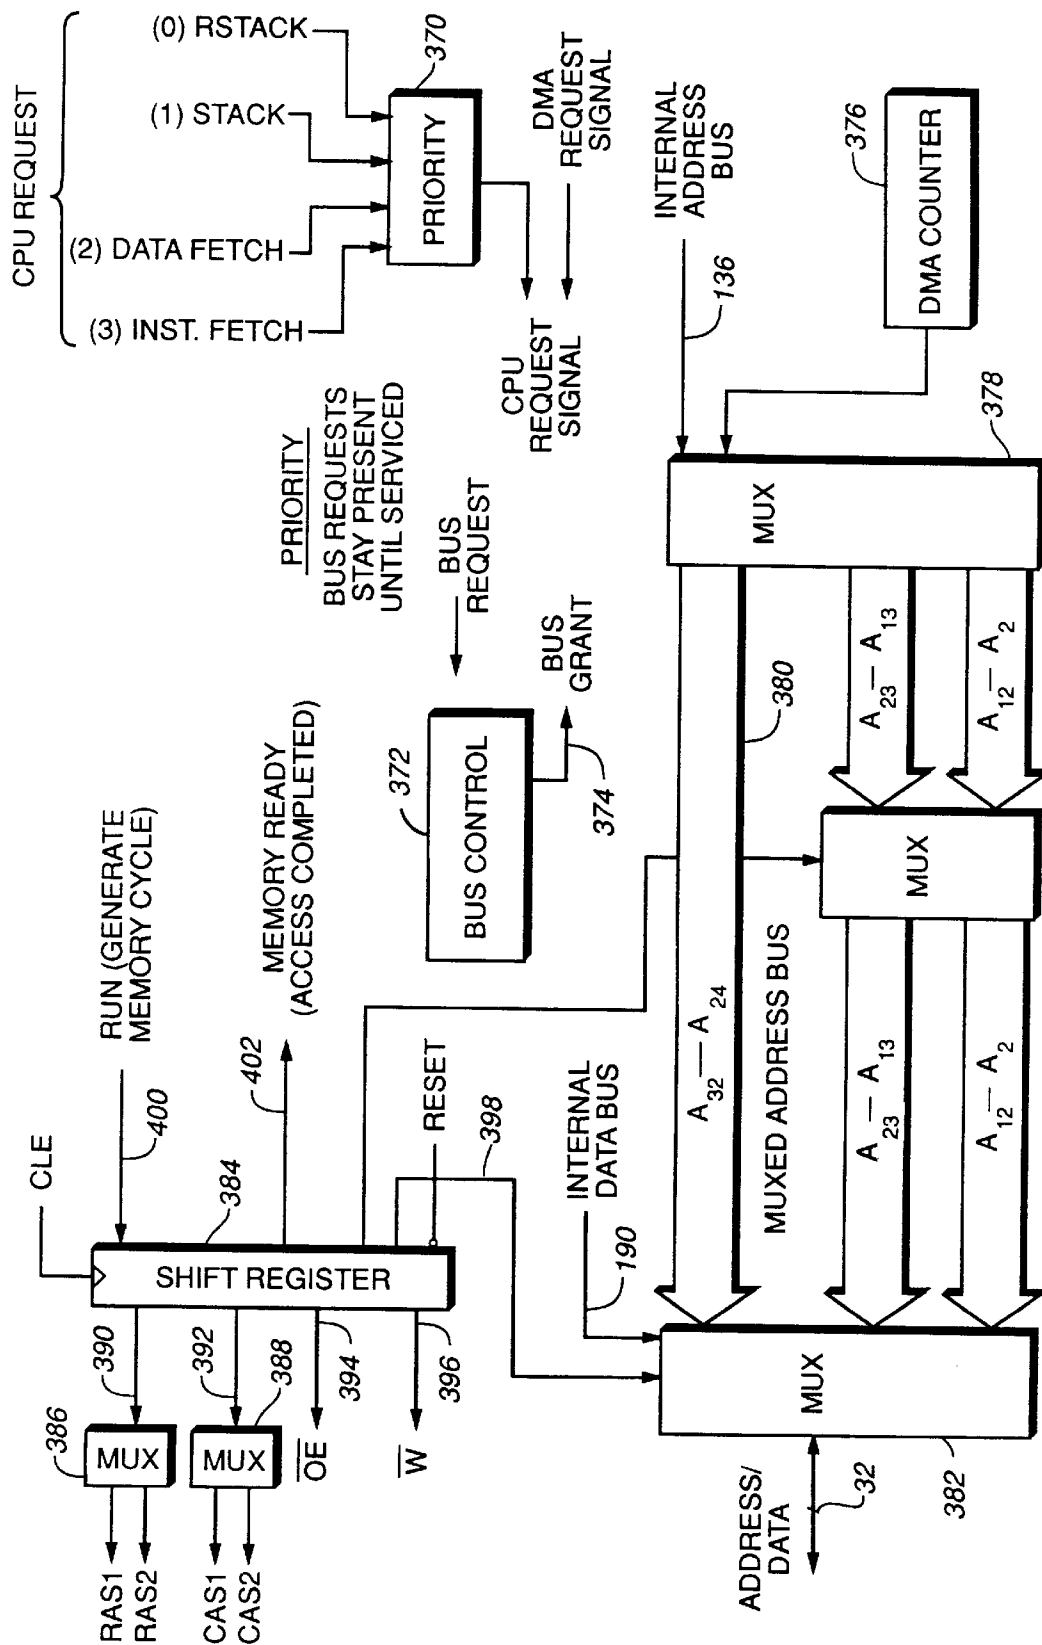 CPU REQUEST
(0) RSTACK
(1) STACK
(2) DATA FETCH
(3) INST. FETCH
PRIORITY
370
CPU
REQUEST
SIGNAL
DMA
REQUEST
SIGNAL
PRIORITY
BUS REQUESTS
STAY PRESENT
UNTIL SERVICED
BUS
REQUEST
BUS CONTROL
372
BUS
GRANT
374
CLE
RUN (GENERATE
MEMORY CYCLE)
400
SHIFT REGISTER
384
MEMORY READY
(ACCESS COMPLETED)
402
RESET
398
390
392
394
396
386
MUX
388
MUX
RAS1
RAS2
CAS1
CAS2
OE
W
INTERNAL
ADDRESS
BUS
136
DMA COUNTER
376
MUX
378
A32 — A24
380
A23 — A13
A12 — A2
MUX
MUXED ADDRESS BUS
A23 — A13
A12 — A2
INTERNAL
DATA BUS
190
MUX
382
ADDRESS/
DATA
32